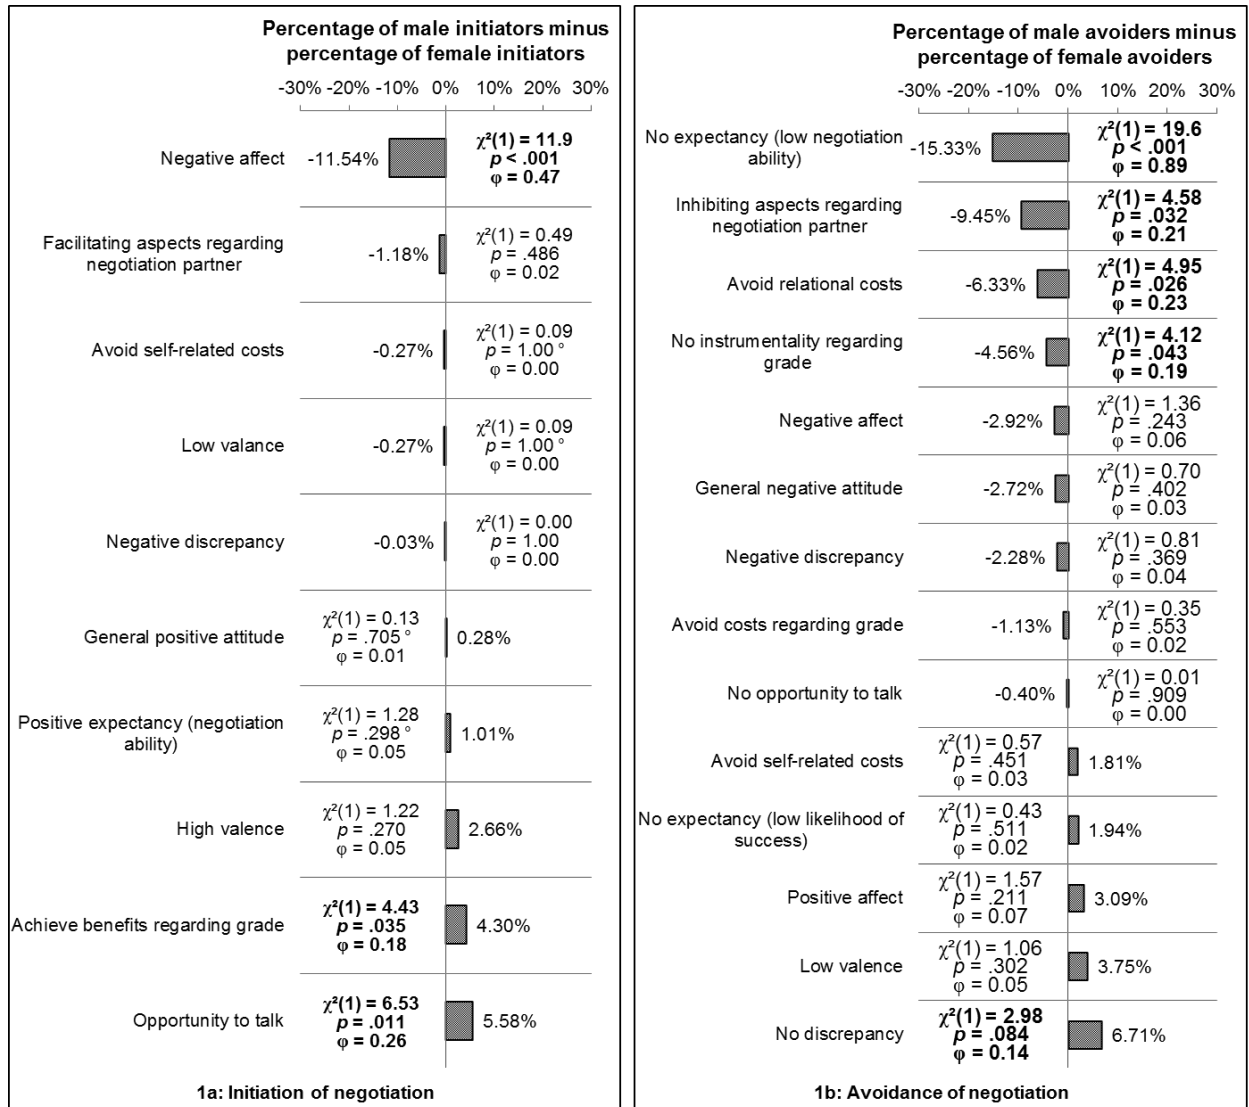 Percentage of male initiators minus
percentage of female initiators
-30% -20% -10% 0% 10% 20% 30%
Negative affect
-11.54%
χ²(1) = 11.9
p < .001
φ = 0.47
Facilitating aspects regarding
negotiation partner
-1.18%
χ²(1) = 0.49
p = .486
φ = 0.02
Avoid self-related costs
-0.27%
χ²(1) = 0.09
p = 1.00 °
φ = 0.00
Low valance
-0.27%
χ²(1) = 0.09
p = 1.00 °
φ = 0.00
Negative discrepancy
-0.03%
χ²(1) = 0.00
p = 1.00
φ = 0.00
General positive attitude
χ²(1) = 0.13
p = .705 °
φ = 0.01
0.28%
Positive expectancy (negotiation
ability)
χ²(1) = 1.28
p = .298 °
φ = 0.05
1.01%
High valence
χ²(1) = 1.22
p = .270
φ = 0.05
2.66%
Achieve benefits regarding grade
χ²(1) = 4.43
p = .035
φ = 0.18
4.30%
Opportunity to talk
χ²(1) = 6.53
p = .011
φ = 0.26
5.58%
1a: Initiation of negotiation
Percentage of male avoiders minus
percentage of female avoiders
-30% -20% -10% 0% 10% 20% 30%
No expectancy (low negotiation
ability)
-15.33%
χ²(1) = 19.6
p < .001
φ = 0.89
Inhibiting aspects regarding
negotiation partner
-9.45%
χ²(1) = 4.58
p = .032
φ = 0.21
Avoid relational costs
-6.33%
χ²(1) = 4.95
p = .026
φ = 0.23
No instrumentality regarding
grade
-4.56%
χ²(1) = 4.12
p = .043
φ = 0.19
Negative affect
-2.92%
χ²(1) = 1.36
p = .243
φ = 0.06
General negative attitude
-2.72%
χ²(1) = 0.70
p = .402
φ = 0.03
Negative discrepancy
-2.28%
χ²(1) = 0.81
p = .369
φ = 0.04
Avoid costs regarding grade
-1.13%
χ²(1) = 0.35
p = .553
φ = 0.02
No opportunity to talk
-0.40%
χ²(1) = 0.01
p = .909
φ = 0.00
Avoid self-related costs
χ²(1) = 0.57
p = .451
φ = 0.03
1.81%
No expectancy (low likelihood of
success)
χ²(1) = 0.43
p = .511
φ = 0.02
1.94%
Positive affect
χ²(1) = 1.57
p = .211
φ = 0.07
3.09%
Low valence
χ²(1) = 1.06
p = .302
φ = 0.05
3.75%
No discrepancy
χ²(1) = 2.98
p = .084
φ = 0.14
6.71%
1b: Avoidance of negotiation